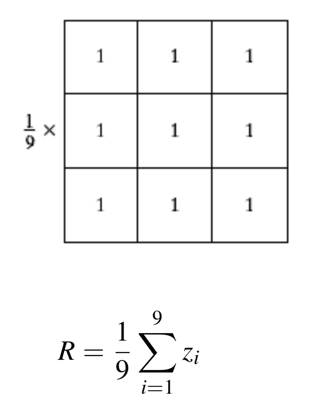 1 1 1
1/9 × 1 1 1
1 1 1
R = 1/9 ∑_{i=1}^{9} z_i